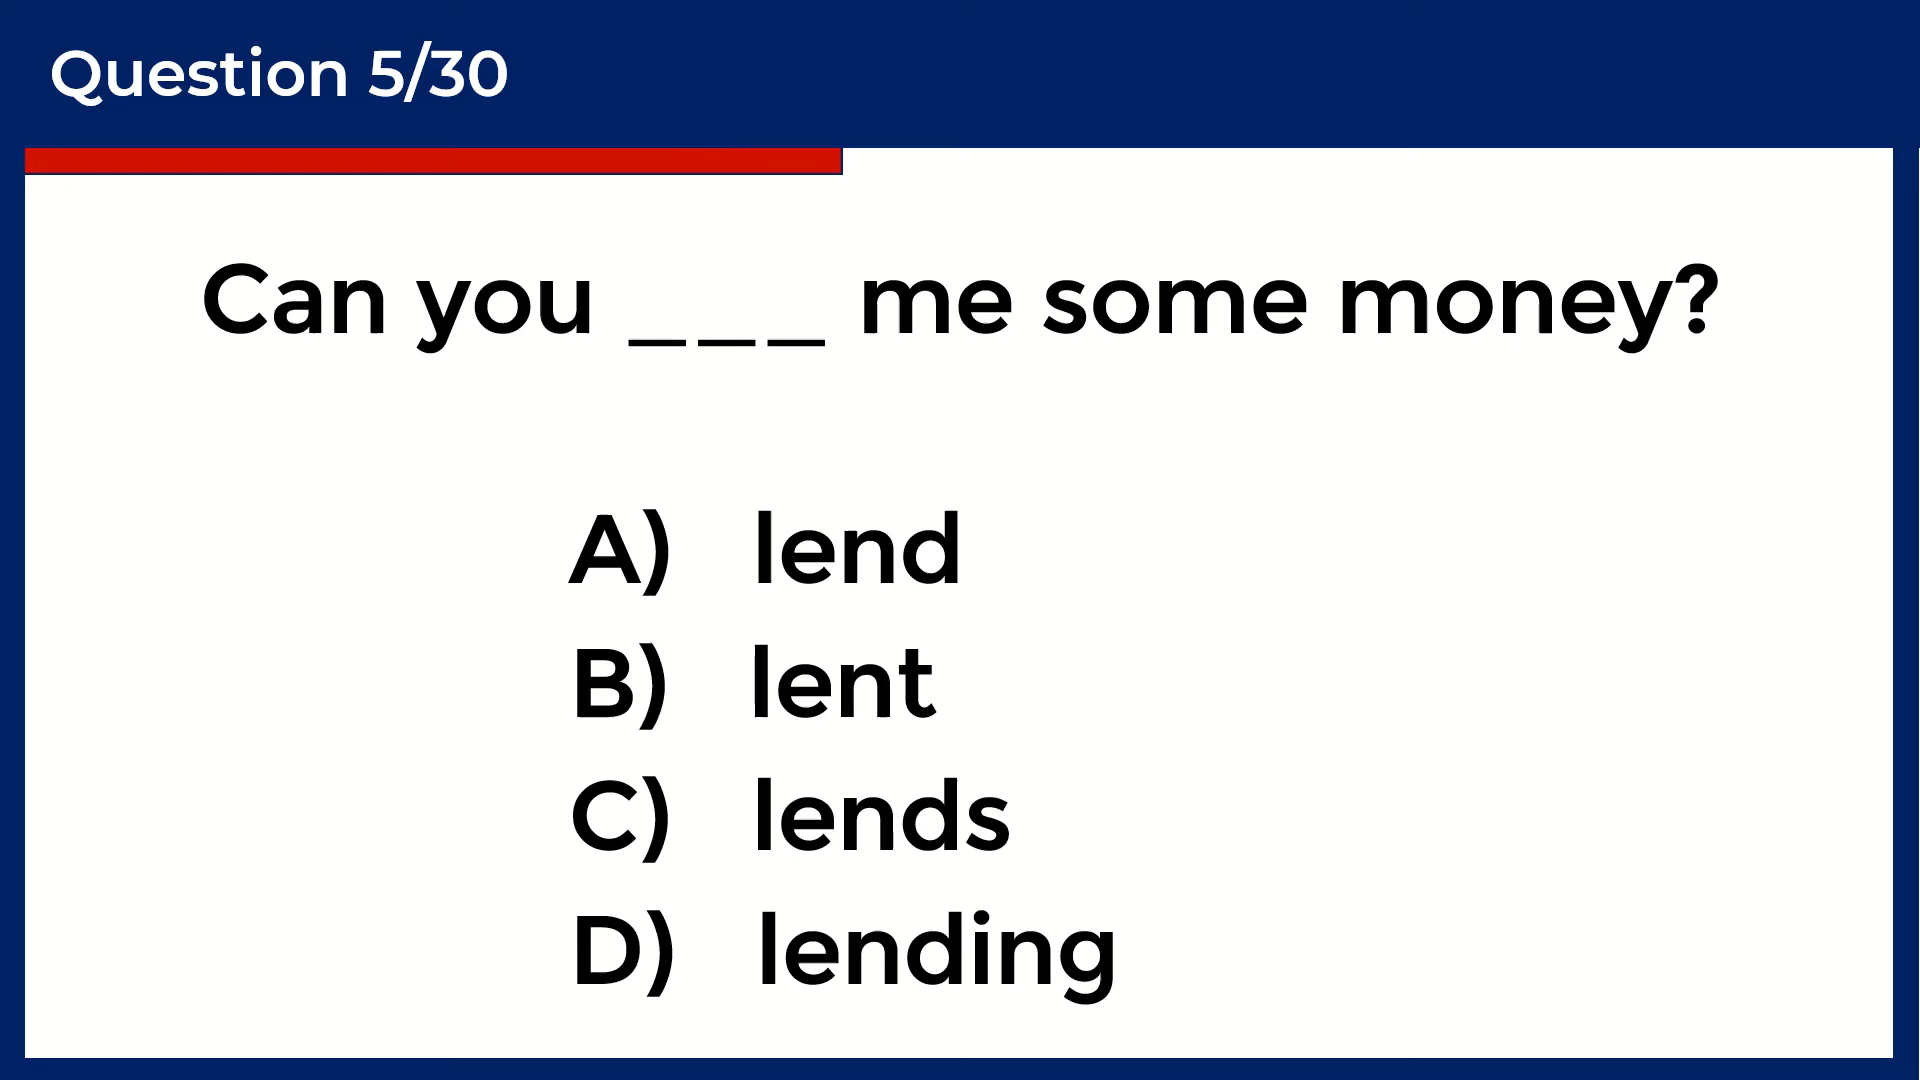 Question 5/30
Can you ___ me some money?
A) lend
B) lent
C) lends
D) lending